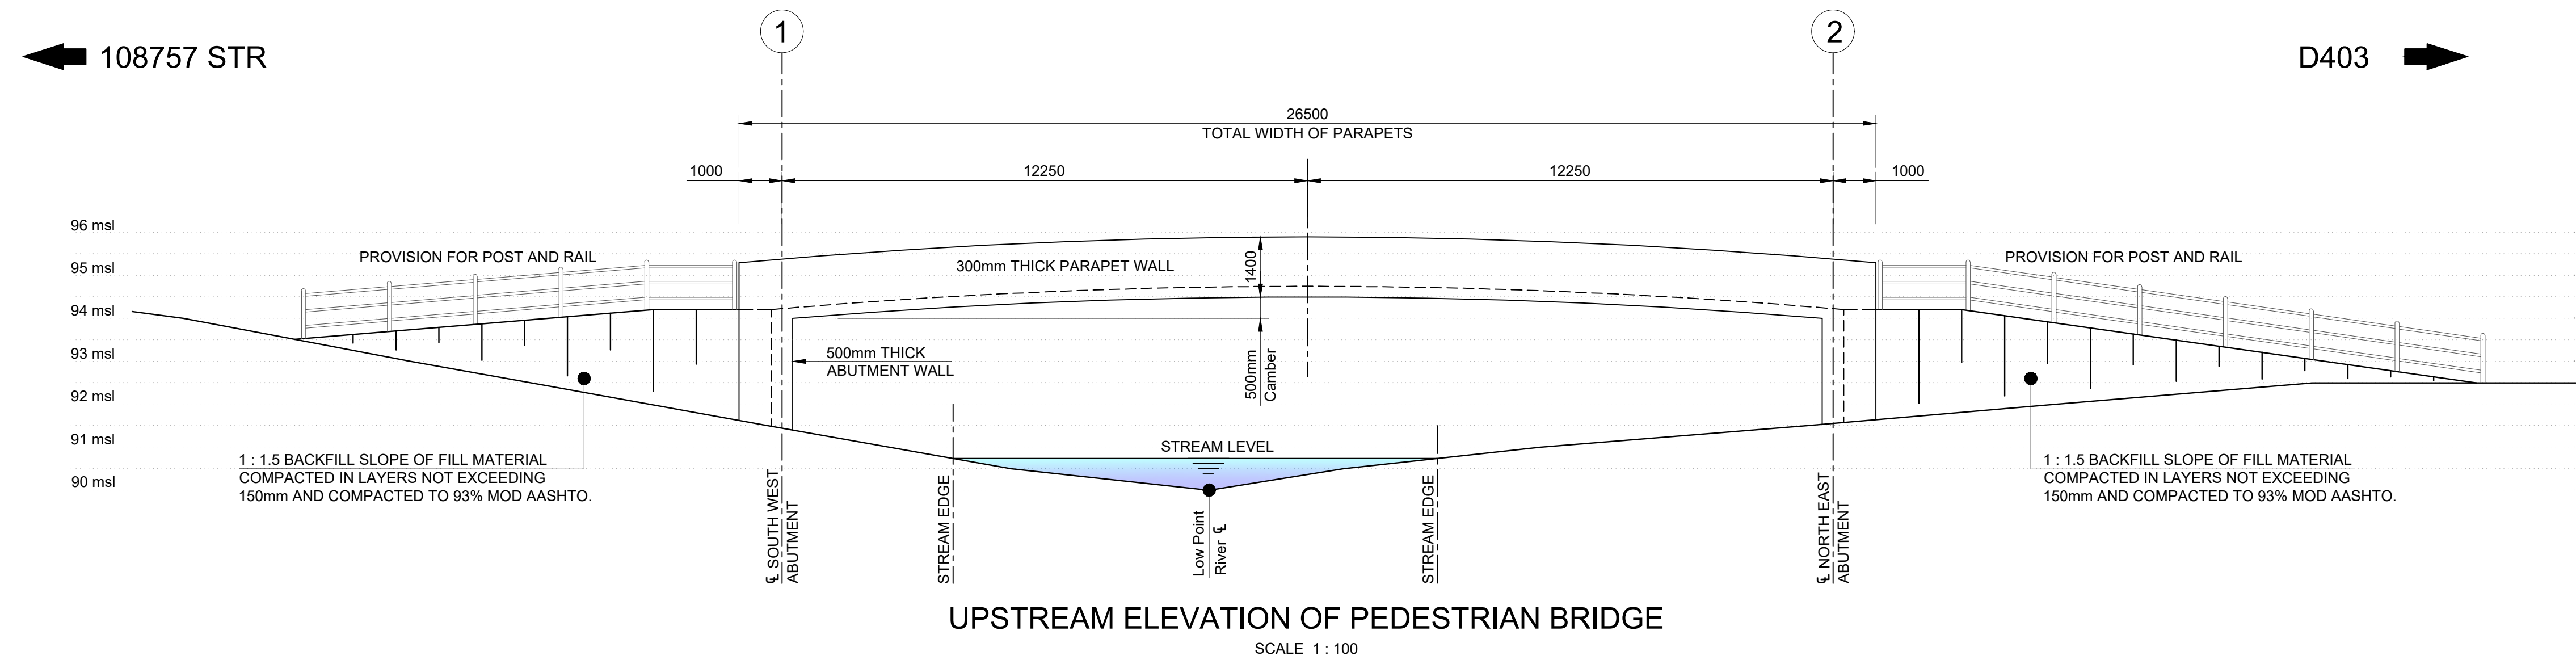 1
2
108757 STR
D403
26500
TOTAL WIDTH OF PARAPETS
1000
12250
12250
1000
96 msl
95 msl
94 msl
93 msl
92 msl
91 msl
90 msl
PROVISION FOR POST AND RAIL
300mm THICK PARAPET WALL
1400
PROVISION FOR POST AND RAIL
500mm THICK
ABUTMENT WALL
500mm
Camber
STREAM LEVEL
1 : 1.5 BACKFILL SLOPE OF FILL MATERIAL
COMPACTED IN LAYERS NOT EXCEEDING
150mm AND COMPACTED TO 93% MOD AASHTO.
1 : 1.5 BACKFILL SLOPE OF FILL MATERIAL
COMPACTED IN LAYERS NOT EXCEEDING
150mm AND COMPACTED TO 93% MOD AASHTO.
℄ SOUTH WEST
ABUTMENT
STREAM EDGE
Low Point
River ℄
STREAM EDGE
℄ NORTH EAST
ABUTMENT
UPSTREAM ELEVATION OF PEDESTRIAN BRIDGE
SCALE 1 : 100